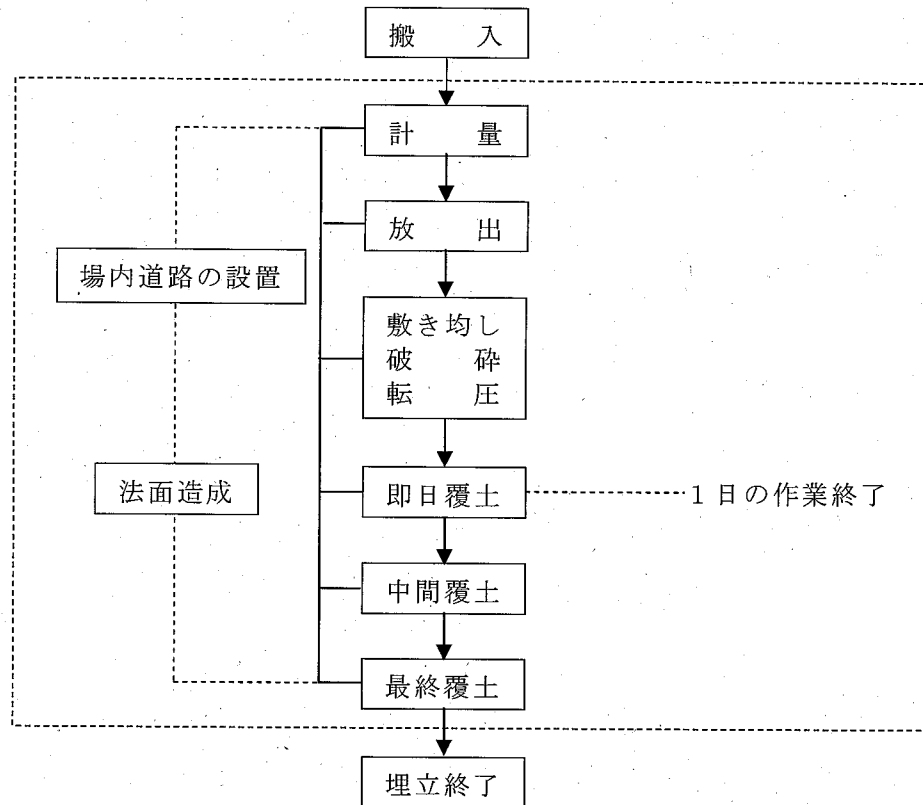 搬入
計量
放出
場内道路の設置
敷き均し
破砕
転圧
法面造成
即日覆土
1日の作業終了
中間覆土
最終覆土
埋立終了